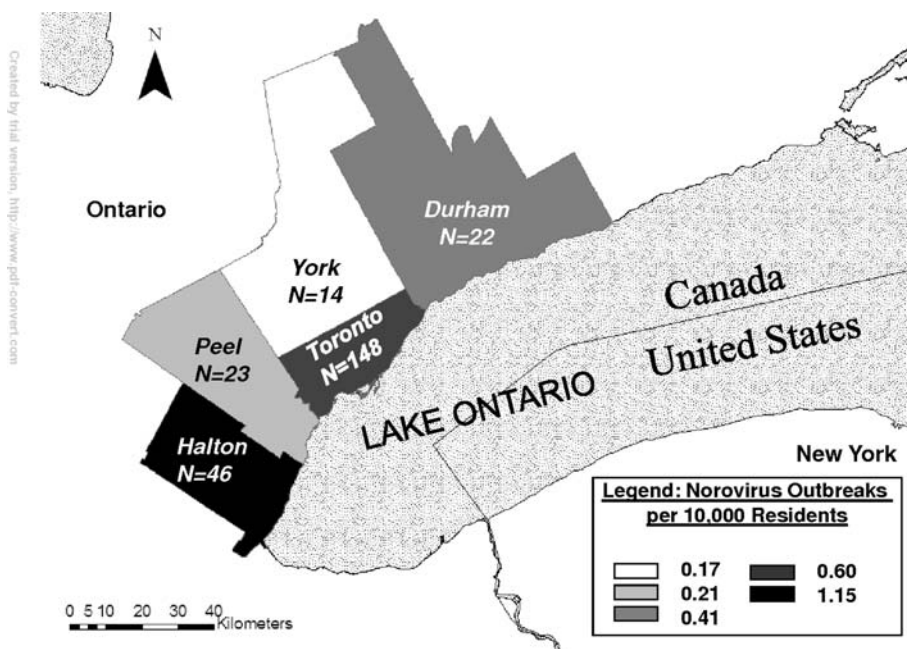 Created by trial version, http://www.pdf-convert.com
N
Ontario
Durham
N=22
York
N=14
Toronto
N=148
Peel
N=23
Halton
N=46
Canada
United States
LAKE ONTARIO
New York
Legend: Norovirus Outbreaks
per 10,000 Residents
0.17
0.21
0.41
0.60
1.15
0 5 10 20 30 40
Kilometers